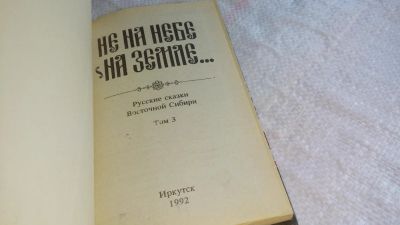 НЕ НА НЕБЕ
НА ЗЕМЛЕ...
Русские сказки
Восточной Сибири
Том 3
Иркутск
1992